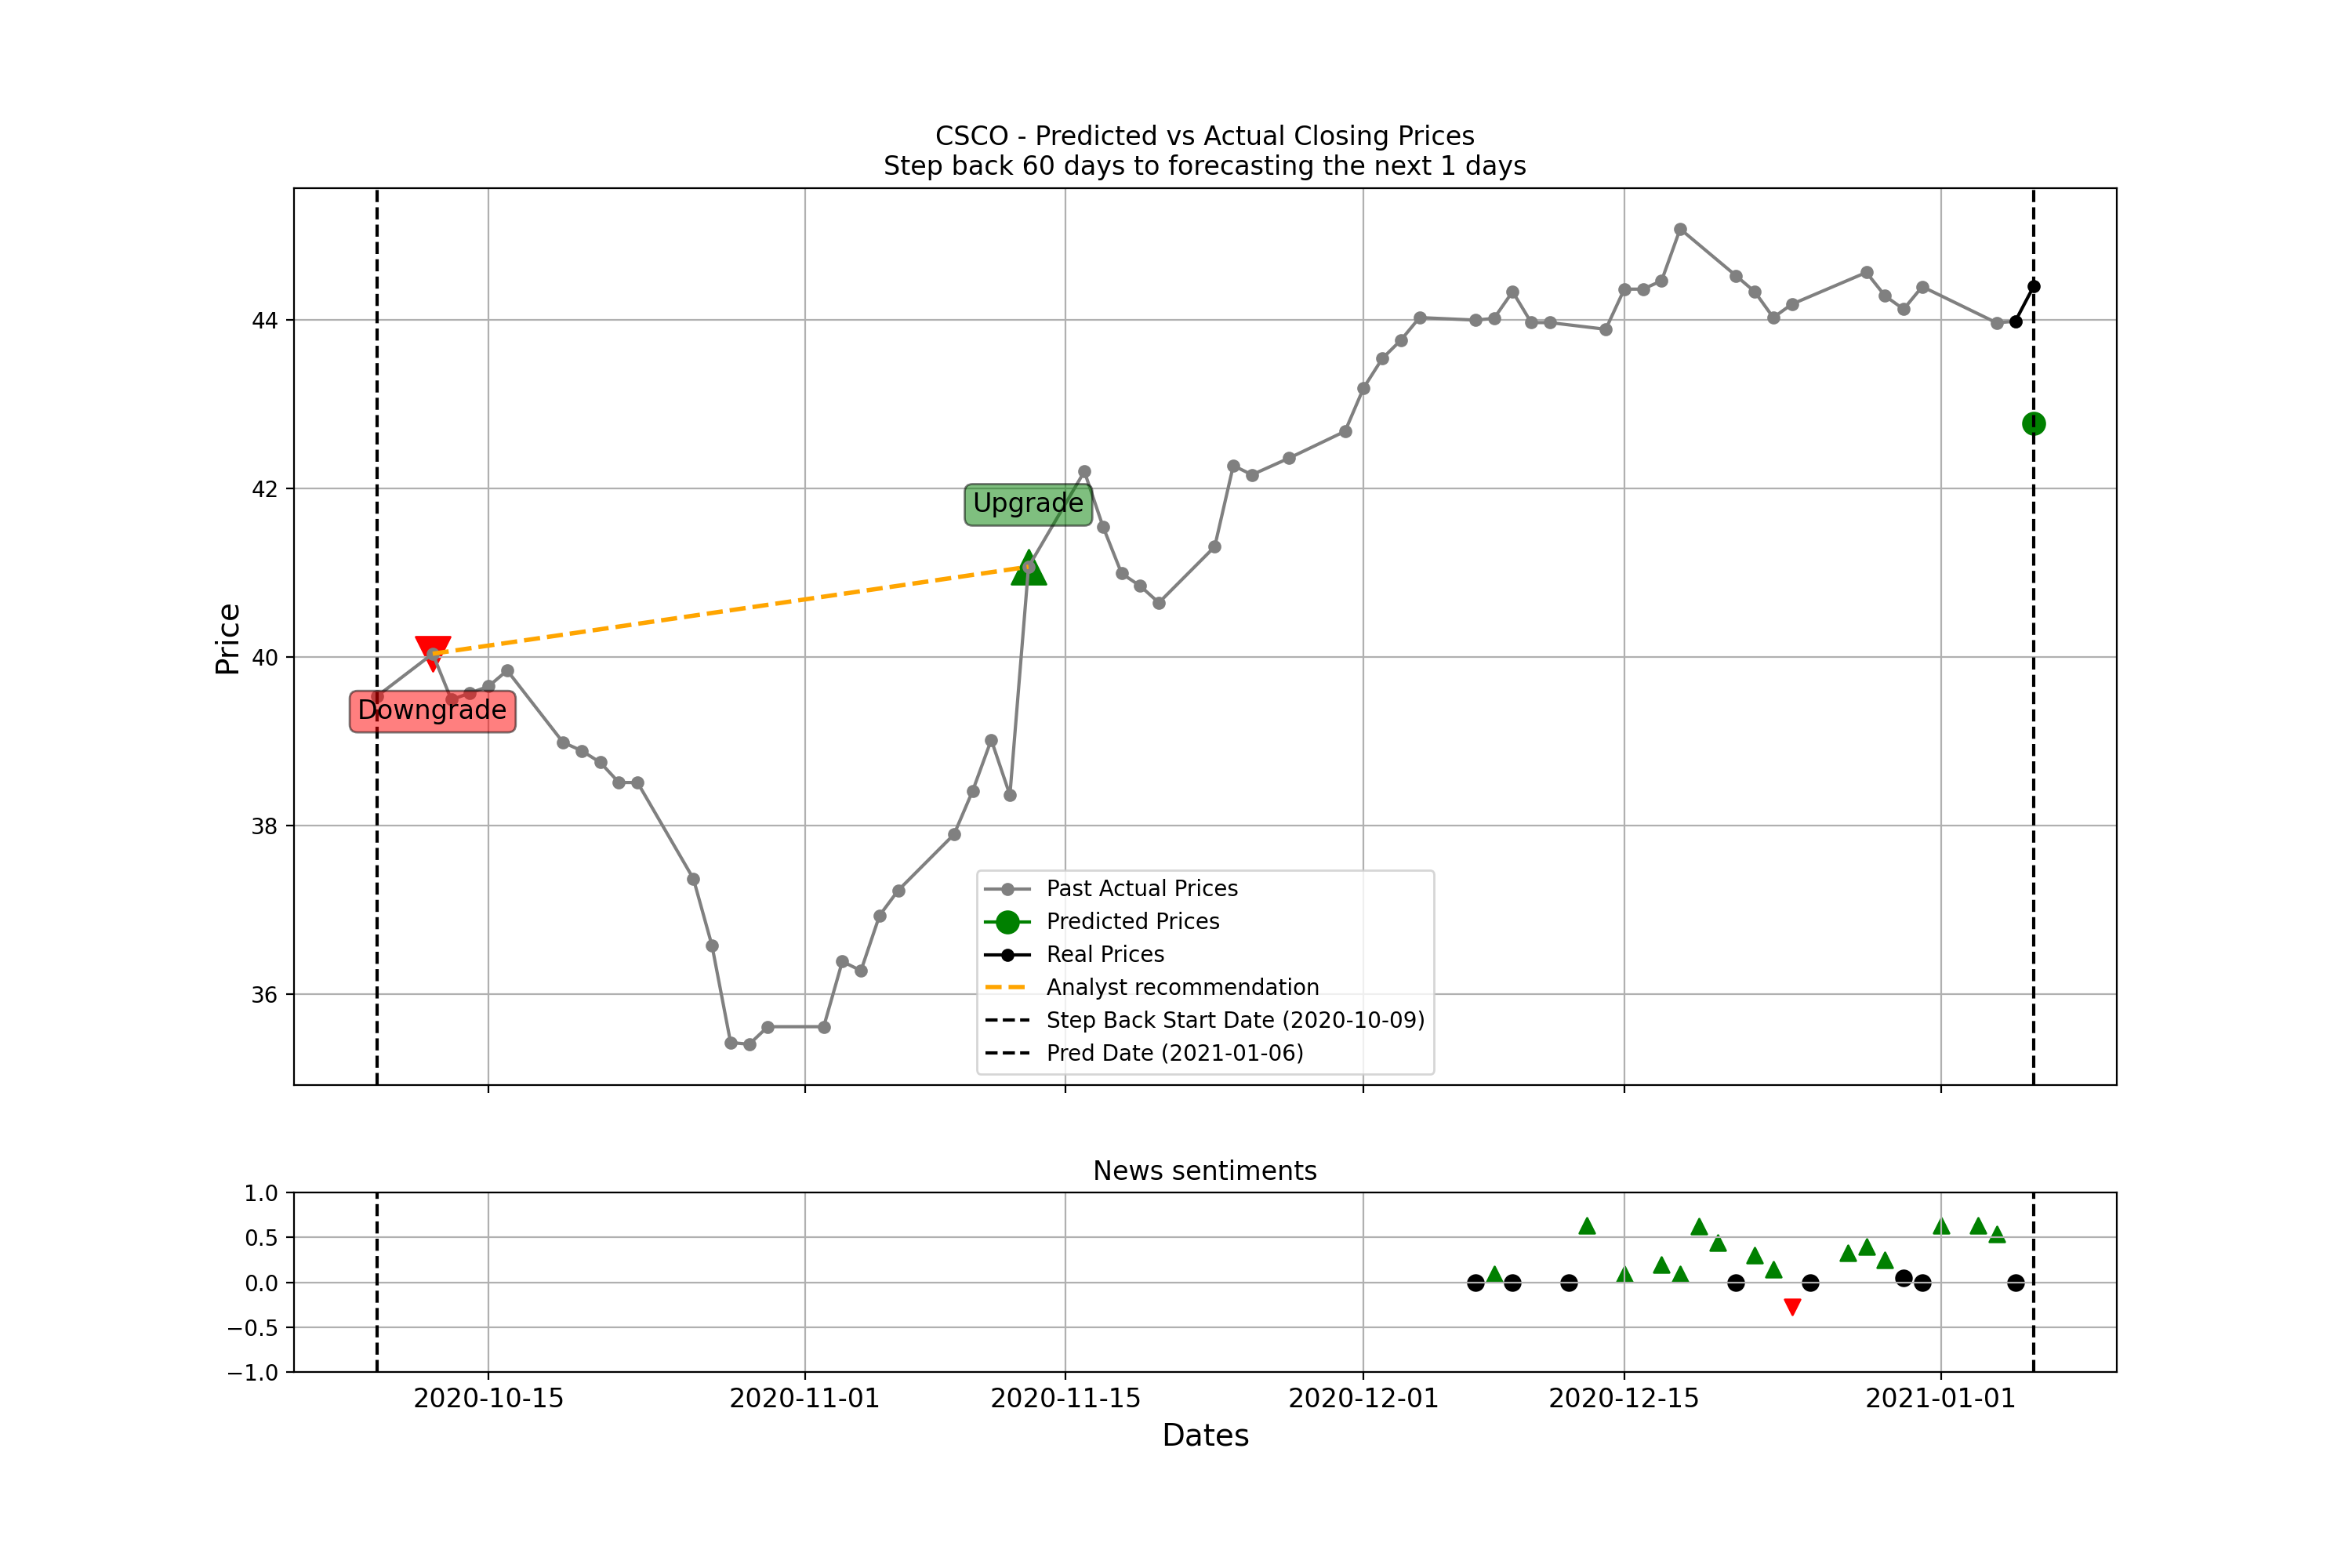 CSCO - Predicted vs Actual Closing Prices
Step back 60 days to forecasting the next 1 days
Price
44
42
40
38
36
Upgrade
Downgrade
Past Actual Prices
Predicted Prices
Real Prices
Analyst recommendation
Step Back Start Date (2020-10-09)
Pred Date (2021-01-06)
News sentiments
1.0
0.5
0.0
−0.5
−1.0
2020-10-15 2020-11-01 2020-11-15 2020-12-01 2020-12-15 2021-01-01
Dates